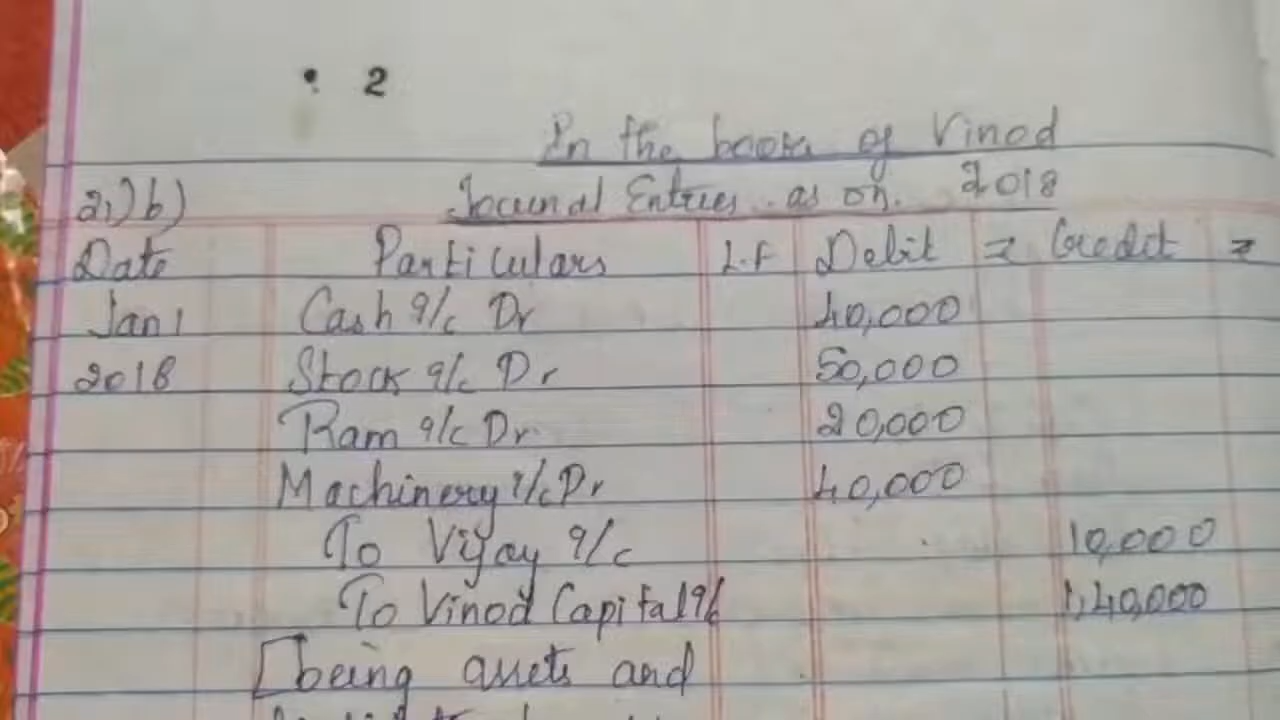 2
In the books of Vinod
2)b) Journal Entries as on. 2018
Date Particulars L.F Debit ₹ Credit ₹
Jan 1 Cash a/c Dr 40,000
2018 Stock a/c Dr 50,000
Ram a/c Dr 20,000
Machinery a/c Dr 40,000
To Vijay a/c 10,000
To Vinod Capital a/c 1,40,000
[being assets and